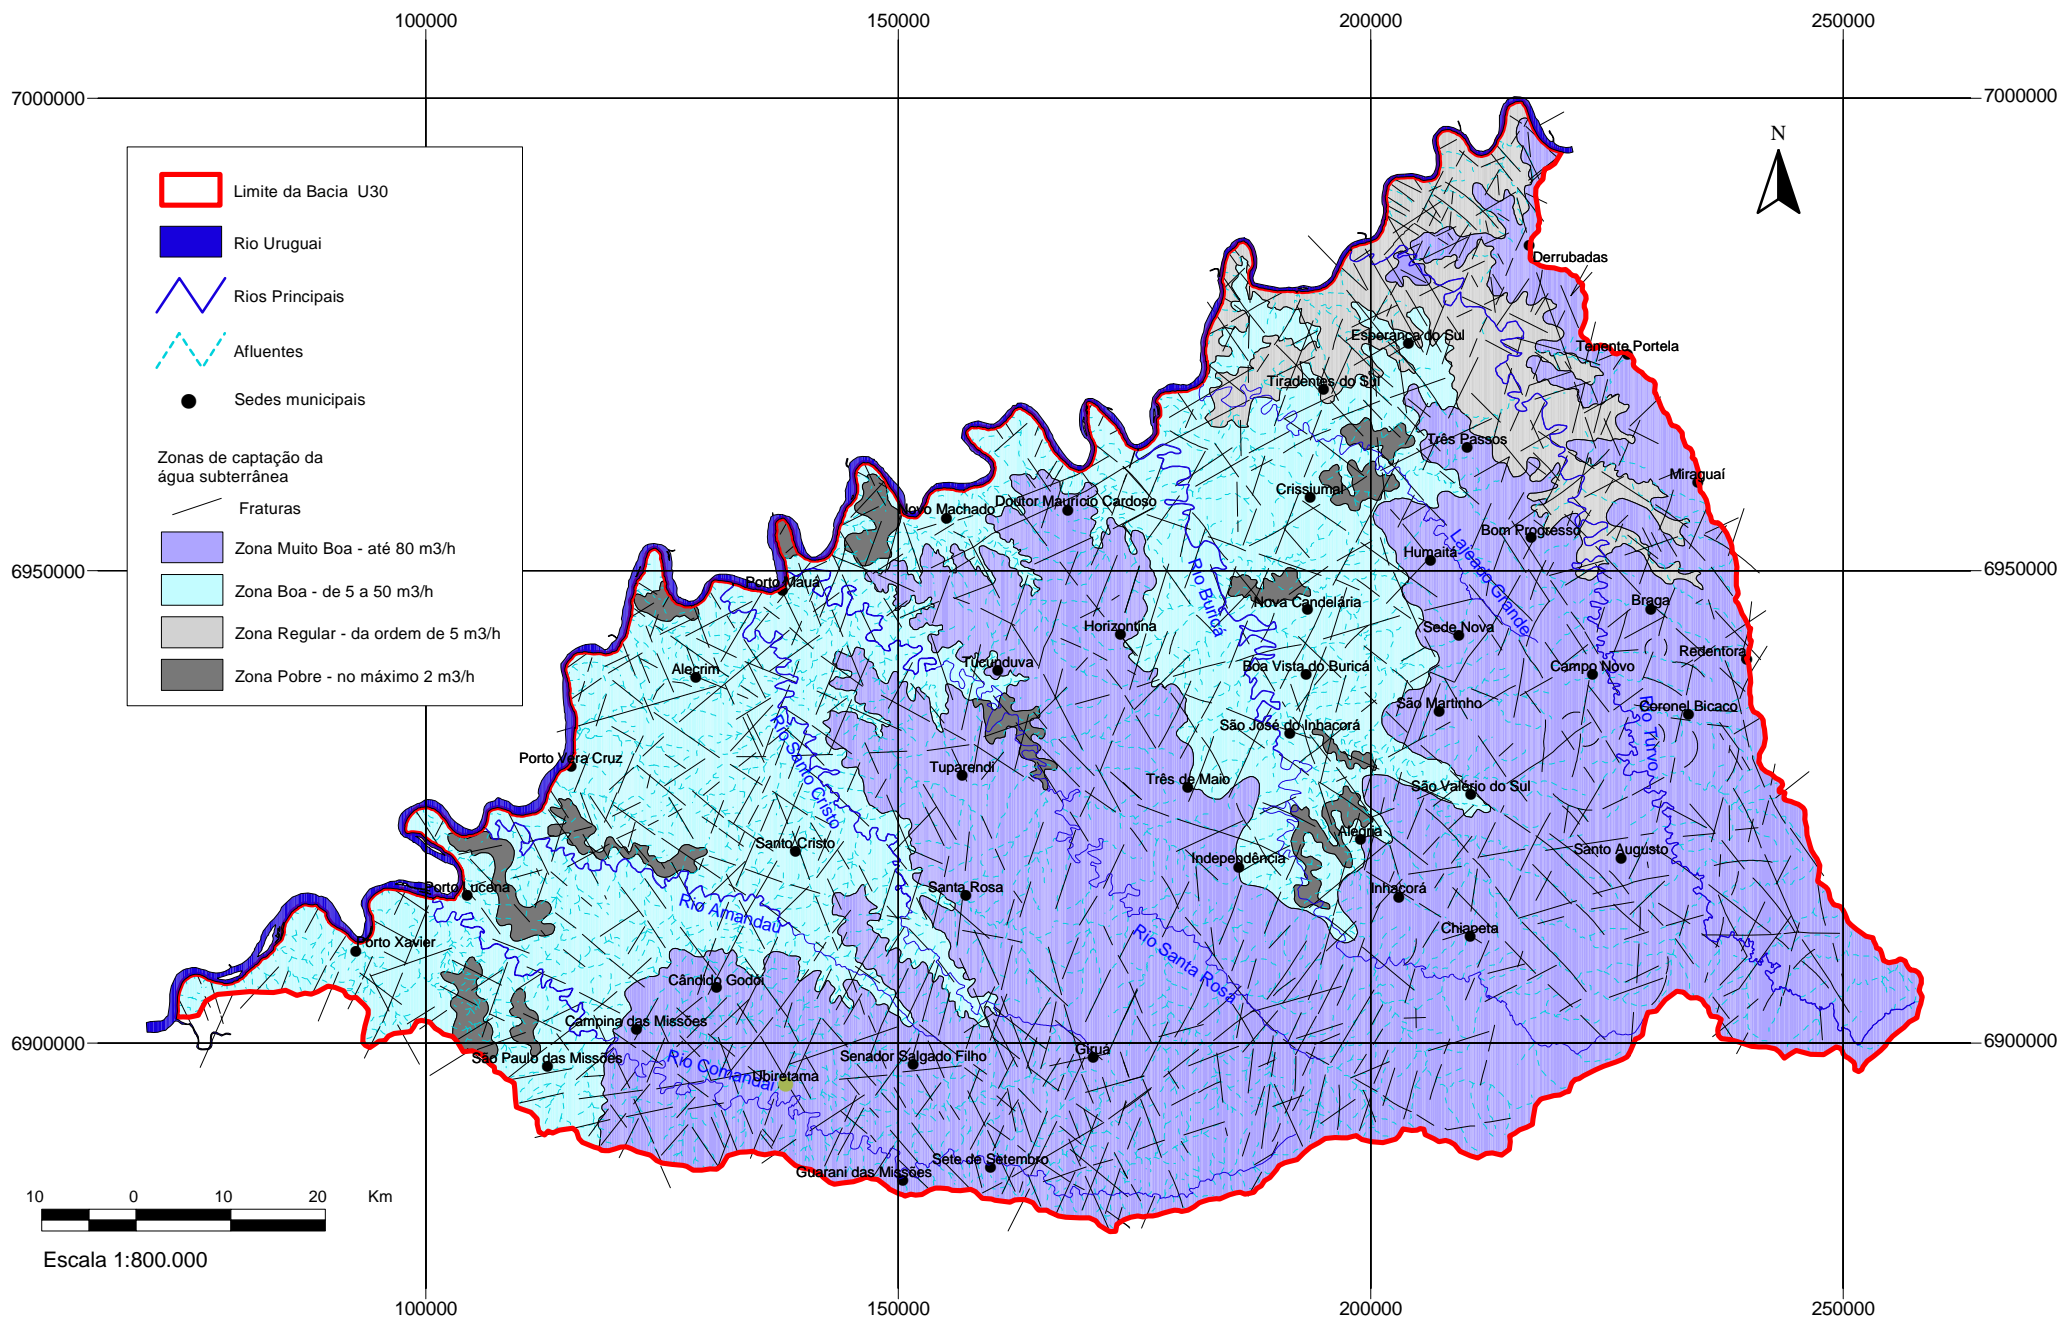 100000
150000
200000
250000
7000000
7000000
N
Limite da Bacia U30
Rio Uruguai
Rios Principais
Afluentes
Sedes municipais
Zonas de captação da
água subterrânea
Fraturas
Zona Muito Boa - até 80 m3/h
Zona Boa - de 5 a 50 m3/h
Zona Regular - da ordem de 5 m3/h
Zona Pobre - no máximo 2 m3/h
Derrubadas
Esperança do Sul
Tenente Portela
Tiradentes do Sul
Três Passos
Miraguaí
Crissiumal
Doutor Maurício Cardoso
Novo Machado
Bom Progresso
Humaitá
Lajeado Grande
6950000
6950000
Porto Mauá
Rio Buricá
Nova Candelária
Braga
Horizontina
Sede Nova
Redentora
Tucunduva
Alecrim
Boa Vista do Buricá
Campo Novo
São Martinho
Coronel Bicaco
Rio Turvo
São José do Inhacorá
Rio Santo Cristo
Porto Vera Cruz
Tuparendi
Três de Maio
São Valério do Sul
Alegria
Santo Cristo
Santo Augusto
Independência
Porto Lucena
Santa Rosa
Inhacorá
Rio Amandaú
Chiapeta
Porto Xavier
Rio Santa Rosa
Cândido Godói
Campina das Missões
6900000
6900000
Giruá
São Paulo das Missões
Senador Salgado Filho
Rio Comandaí
Ubiretama
Sete de Setembro
Guarani das Missões
10
0
10
20
Km
Escala 1:800.000
100000
150000
200000
250000